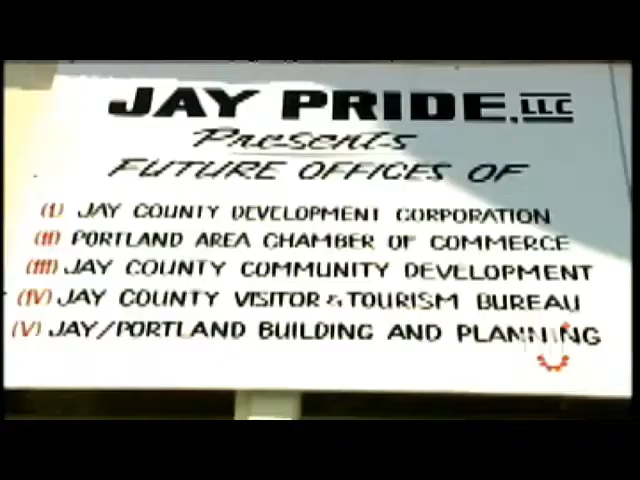 JAY PRIDE, LLC
Presents
FUTURE OFFICES OF
(I) JAY COUNTY DEVELOPMENT CORPORATION
(II) PORTLAND AREA CHAMBER OF COMMERCE
(III) JAY COUNTY COMMUNITY DEVELOPMENT
(IV) JAY COUNTY VISITOR & TOURISM BUREAU
(V) JAY/PORTLAND BUILDING AND PLANNING